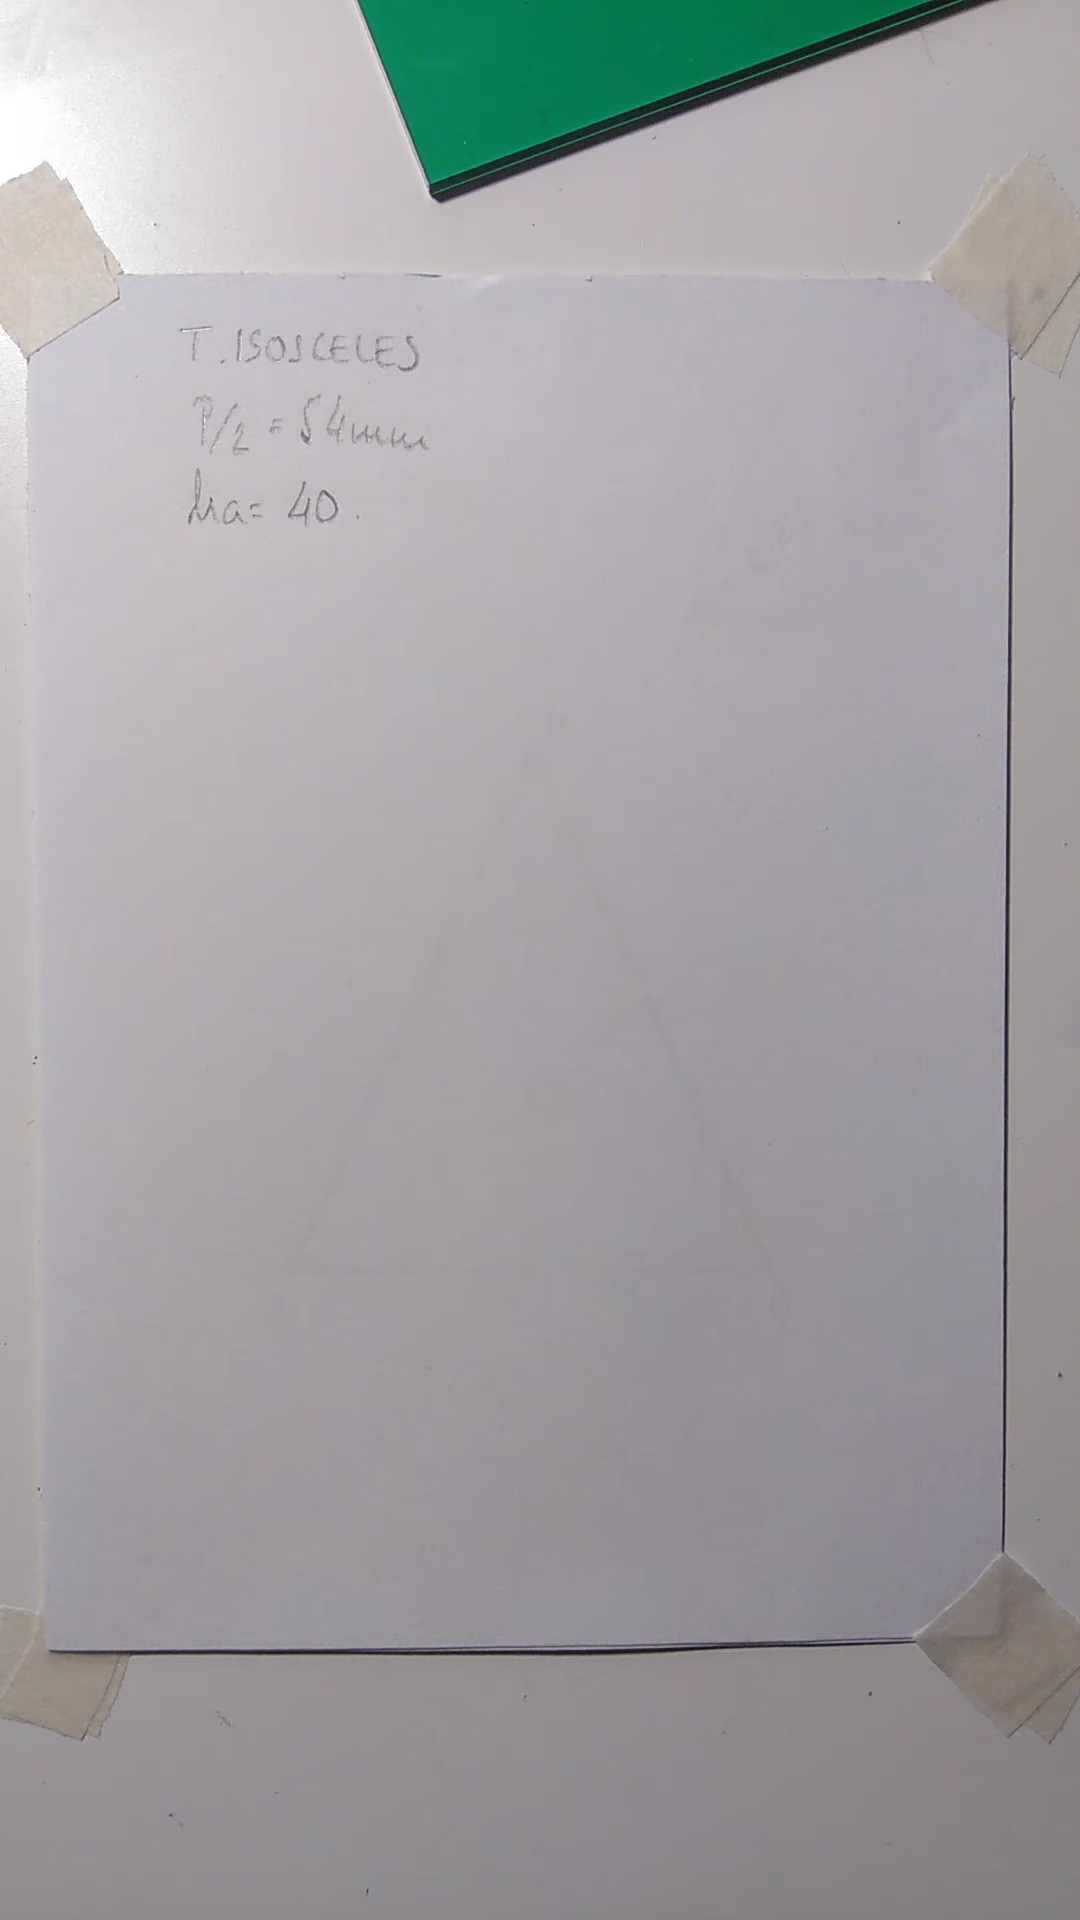 T.ISOSCELES
P/2 = 54mm
ha= 40.